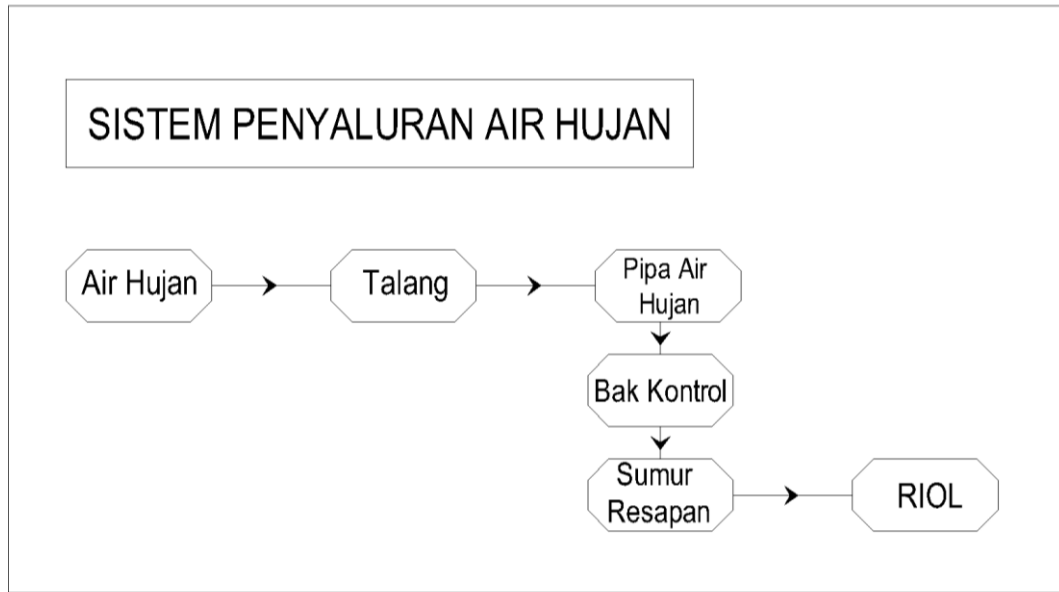 SISTEM PENYALURAN AIR HUJAN
Air Hujan
Talang
Pipa Air
Hujan
Bak Kontrol
Sumur
Resapan
RIOL